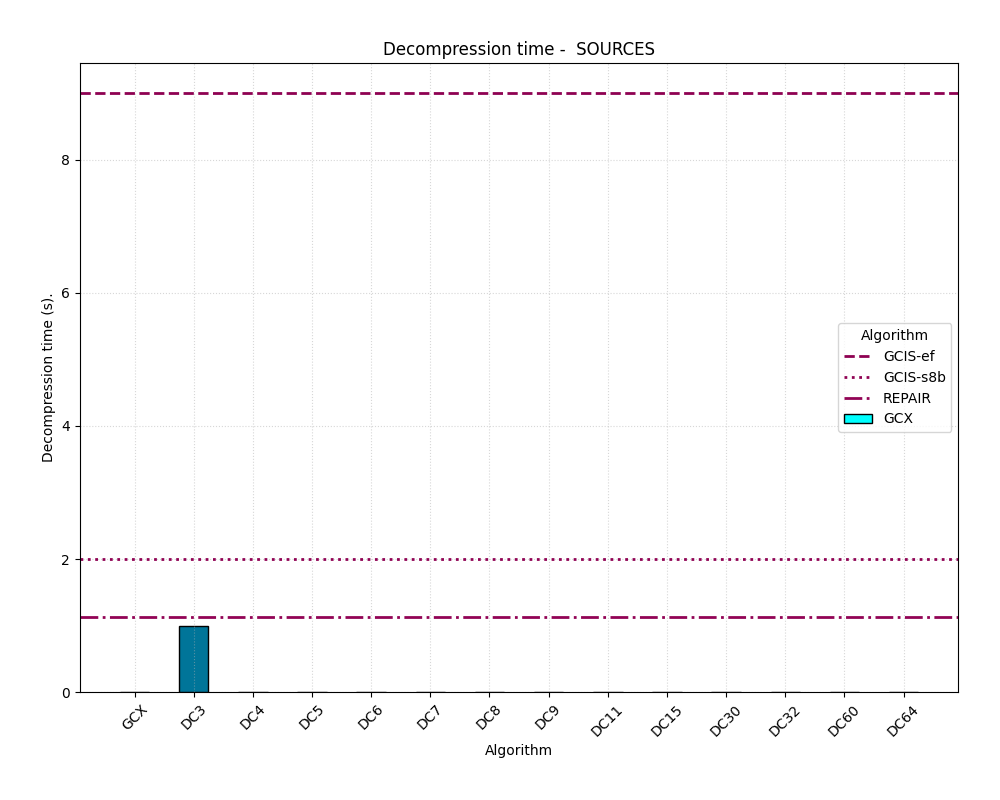 Decompression time -  SOURCES
Decompression time (s).
8
6
4
2
0
Algorithm
GCIS-ef
GCIS-s8b
REPAIR
GCX
GCX
DC3
DC4
DC5
DC6
DC7
DC8
DC9
DC11
DC15
DC30
DC32
DC60
DC64
Algorithm